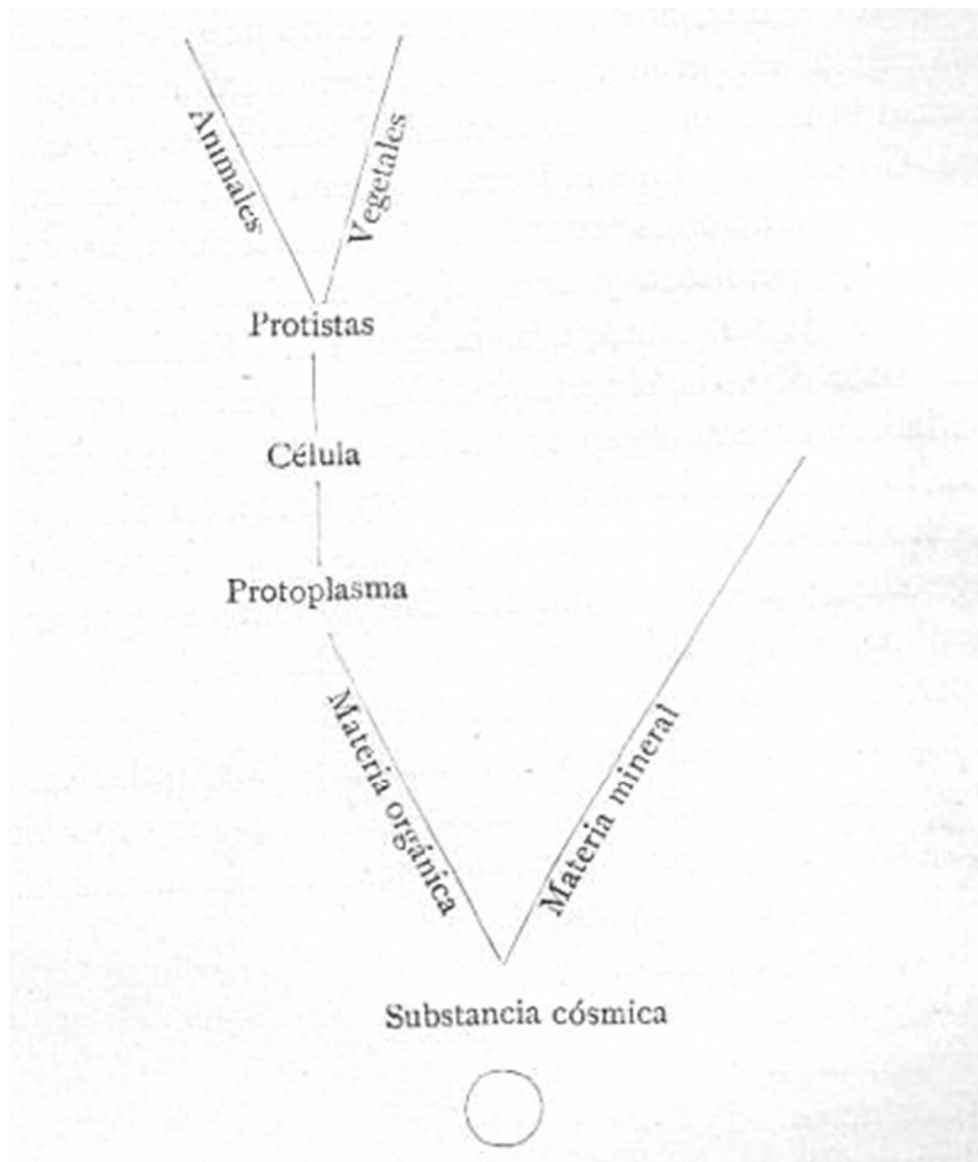 Animales
Vegetales
Protistas
Célula
Protoplasma
Materia orgánica
Materia mineral
Substancia cósmica